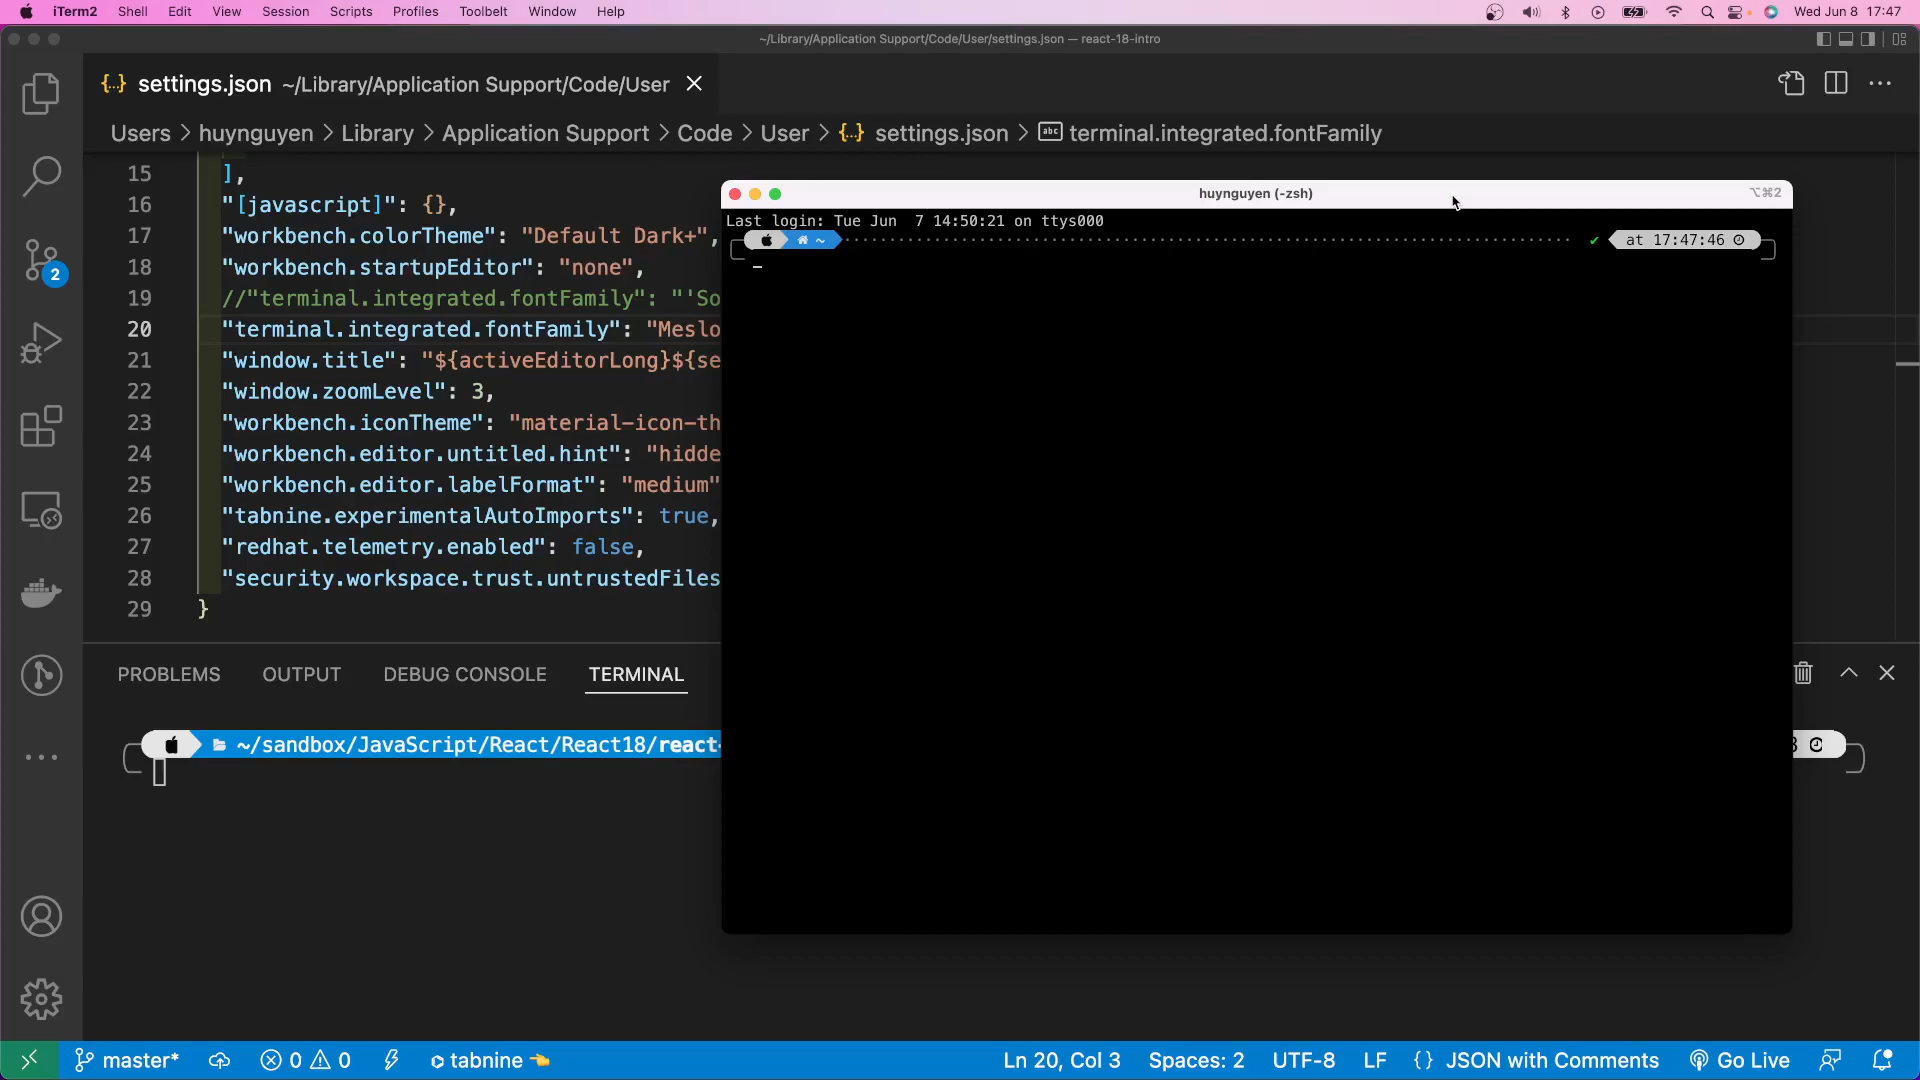 iTerm2 Shell Edit View Session Scripts Profiles Toolbelt Window Help Wed Jun 8 17:47
~/Library/Application Support/Code/User/settings.json — react-18-intro
{..} settings.json ~/Library/Application Support/Code/User
Users > huynguyen > Library > Application Support > Code > User > {..} settings.json > abc terminal.integrated.fontFamily
15 ],
16 "[javascript]": {},
17 "workbench.colorTheme": "Default Dark+",
18 "workbench.startupEditor": "none",
19 //"terminal.integrated.fontFamily": "'So
20 "terminal.integrated.fontFamily": "Meslo
21 "window.title": "${activeEditorLong}${se
22 "window.zoomLevel": 3,
23 "workbench.iconTheme": "material-icon-th
24 "workbench.editor.untitled.hint": "hidde
25 "workbench.editor.labelFormat": "medium"
26 "tabnine.experimentalAutoImports": true,
27 "redhat.telemetry.enabled": false,
28 "security.workspace.trust.untrustedFiles
29 }
huynguyen (-zsh) ⌥⌘2
Last login: Tue Jun  7 14:50:21 on ttys000
~ ✔ at 17:47:46
2
PROBLEMS OUTPUT DEBUG CONSOLE TERMINAL
~/sandbox/JavaScript/React/React18/react-
master* 0 0 tabnine Ln 20, Col 3 Spaces: 2 UTF-8 LF {} JSON with Comments Go Live